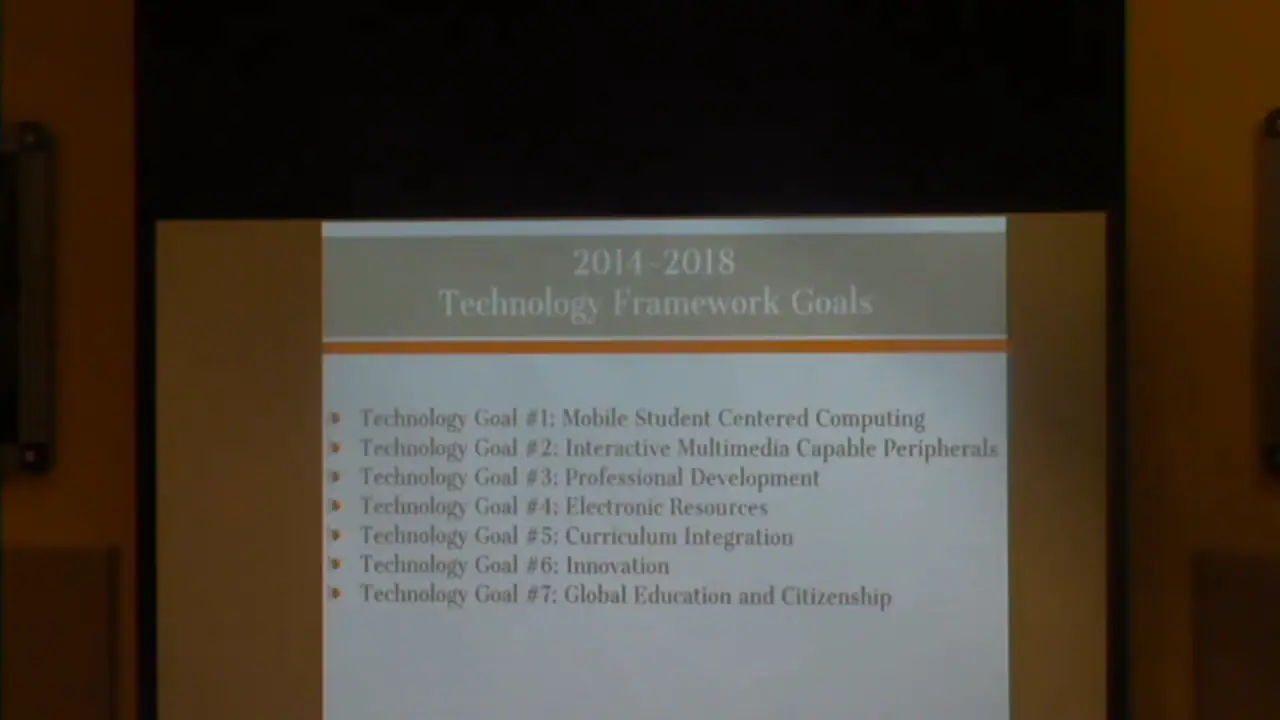 2014-2018
Technology Framework Goals
Technology Goal #1: Mobile Student Centered Computing
Technology Goal #2: Interactive Multimedia Capable Peripherals
Technology Goal #3: Professional Development
Technology Goal #4: Electronic Resources
Technology Goal #5: Curriculum Integration
Technology Goal #6: Innovation
Technology Goal #7: Global Education and Citizenship